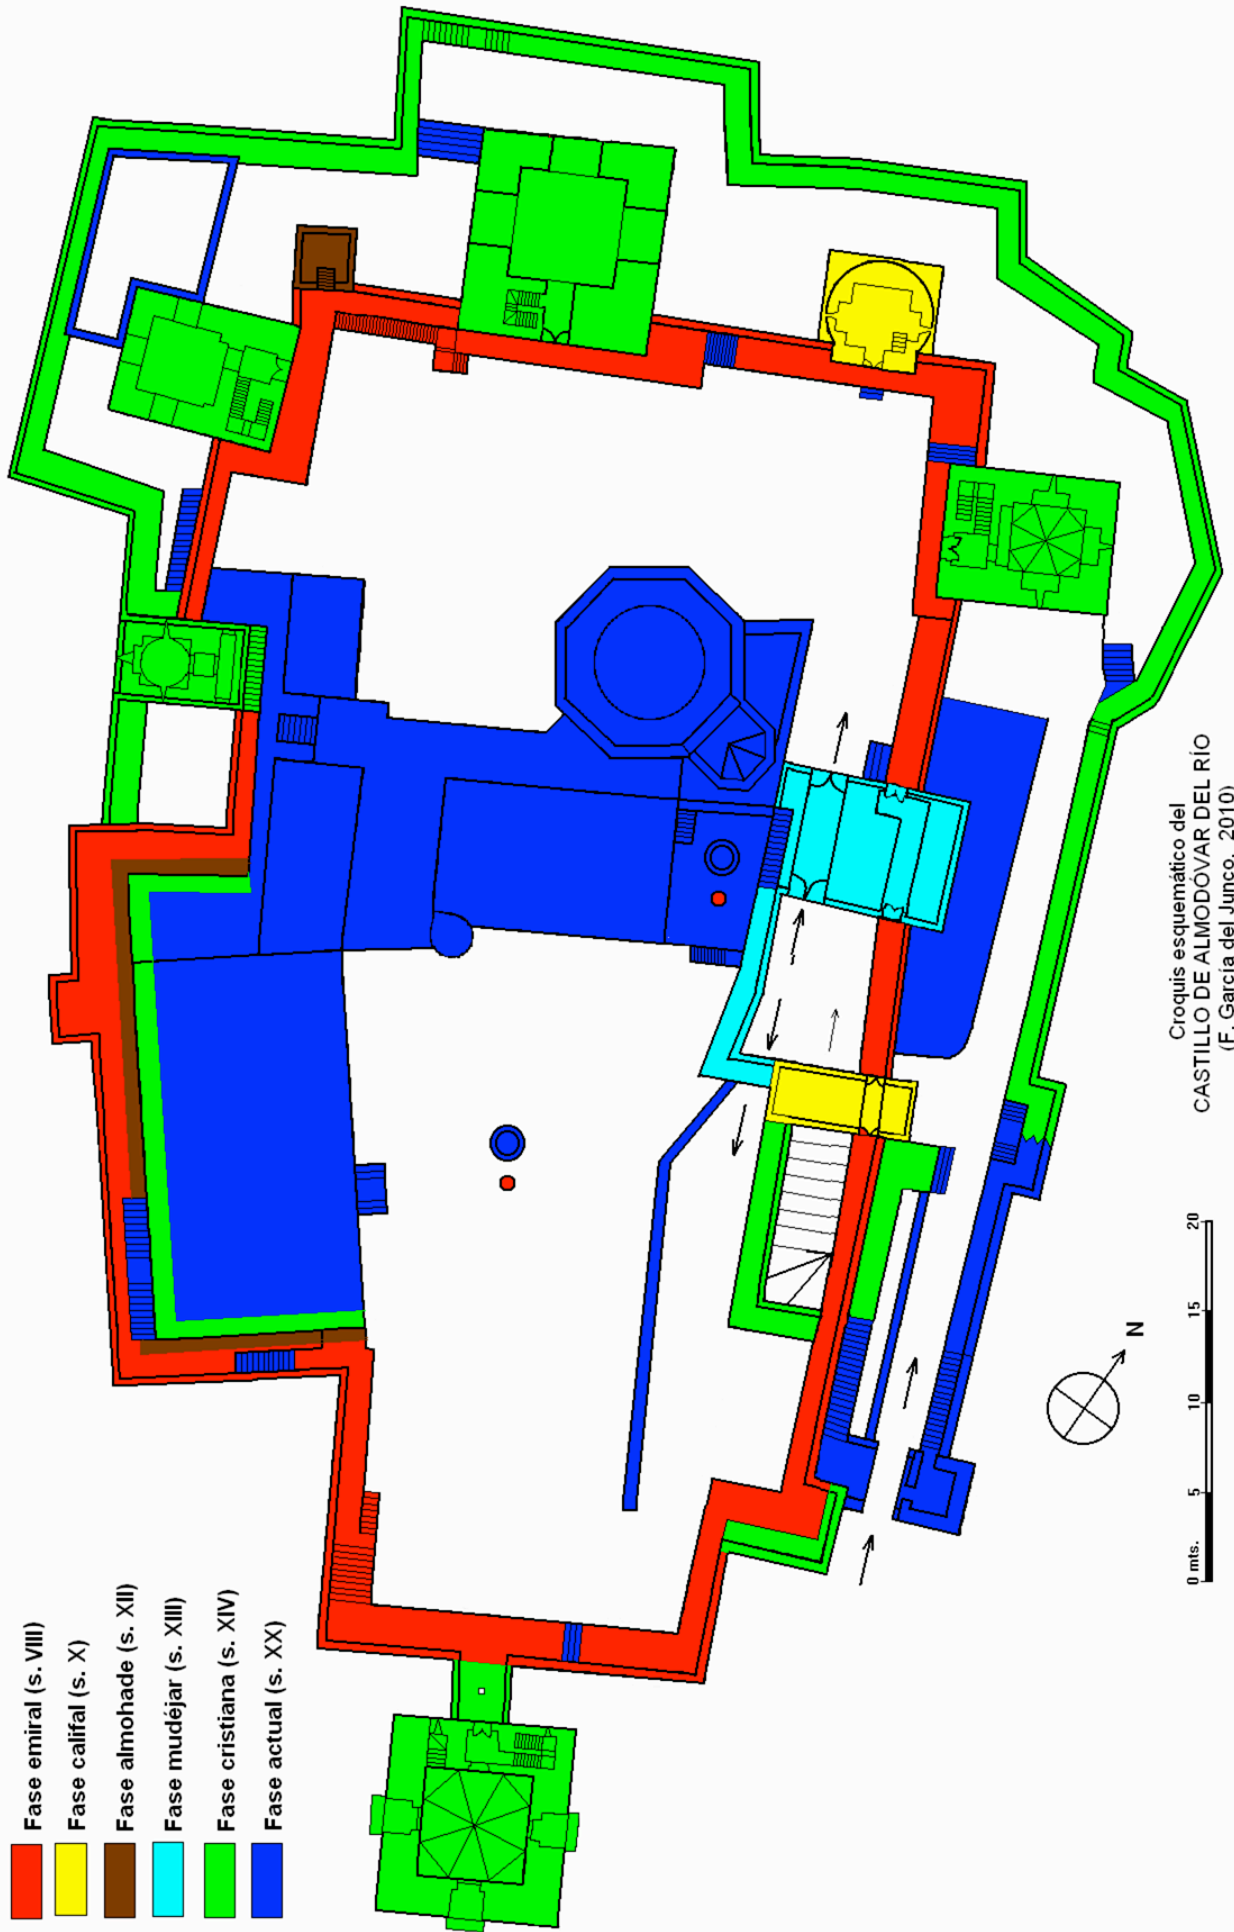 Fase emiral (s. VIII)
Fase califal (s. X)
Fase almohade (s. XII)
Fase mudéjar (s. XIII)
Fase cristiana (s. XIV)
Fase actual (s. XX)
N
0 mts.
5
10
15
20
Croquis esquemático del
CASTILLO DE ALMODÓVAR DEL RÍO
(F. García del Junco, 2010)